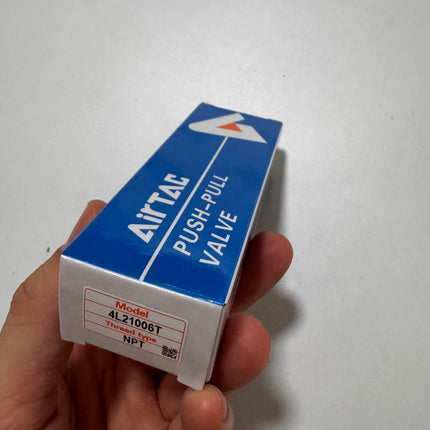 AirTAC
PUSH-PULL
VALVE
Model
4L21006T
Thread type
NPT